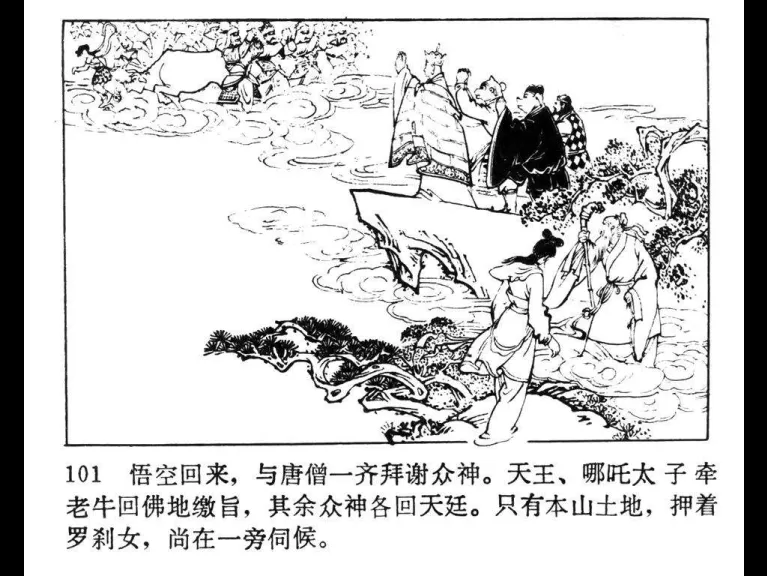 101 悟空回来，与唐僧一齐拜谢众神。天王、哪吒太子牵
老牛回佛地缴旨，其余众神各回天廷。只有本山土地，押着
罗刹女，尚在一旁伺候。